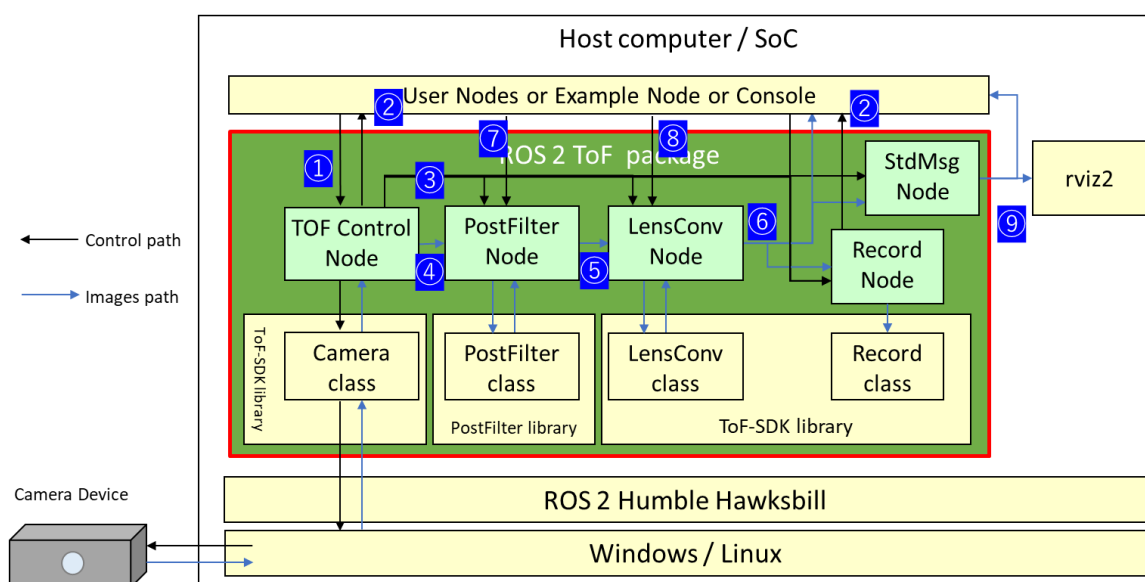 Host computer / SoC
User Nodes or Example Node or Console
②
②
⑦
⑧
①
ROS 2 ToF package
③
StdMsg
Node
rviz2
TOF Control
Node
PostFilter
Node
LensConv
Node
⑥
⑨
Control path
④
⑤
Record
Node
Images path
ToF-SDK library
Camera
class
PostFilter
class
LensConv
class
Record
class
PostFilter library
ToF-SDK library
Camera Device
ROS 2 Humble Hawksbill
Windows / Linux